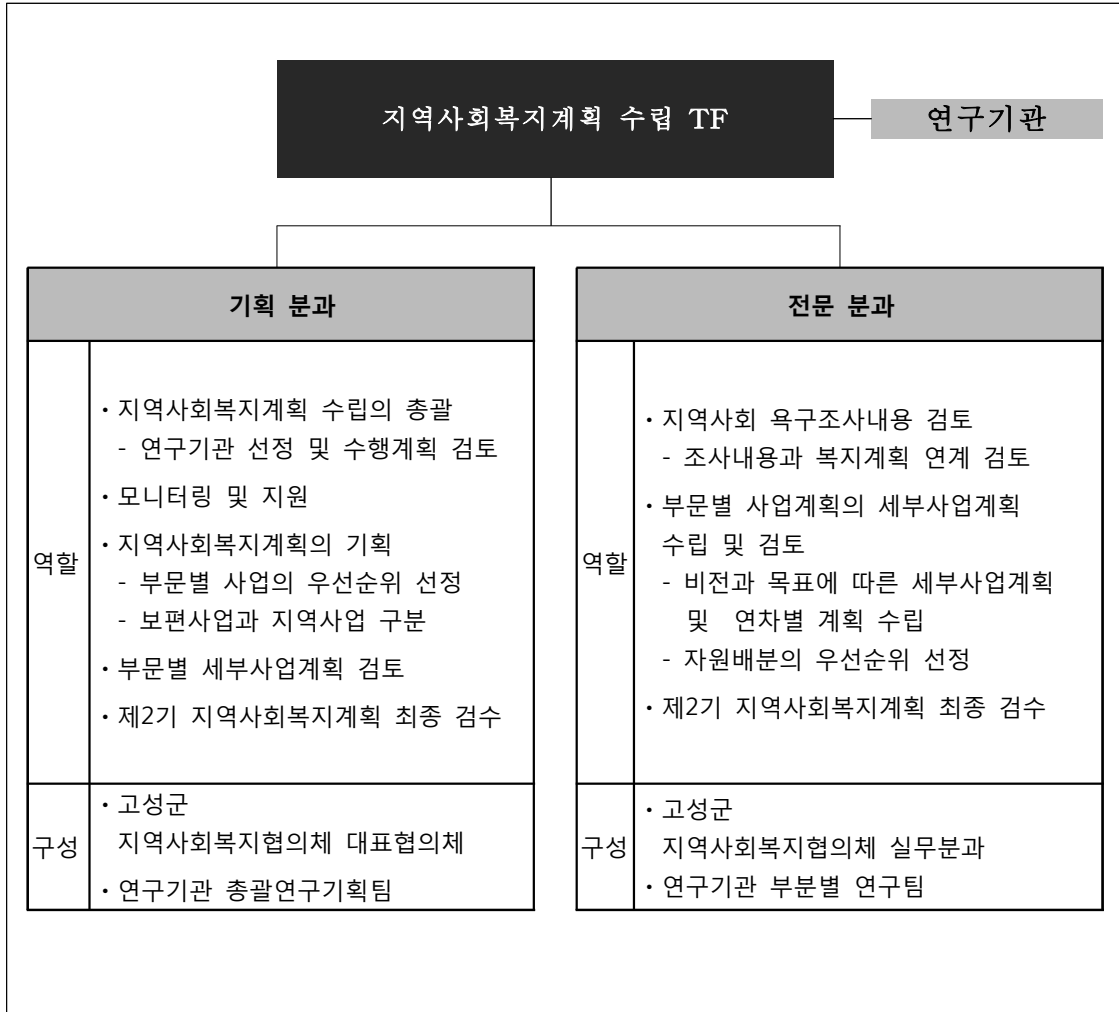 지역사회복지계획 수립 TF
연구기관
기획 분과
역할
・지역사회복지계획 수립의 총괄
- 연구기관 선정 및 수행계획 검토
・모니터링 및 지원
・지역사회복지계획의 기획
- 부문별 사업의 우선순위 선정
- 보편사업과 지역사업 구분
・부문별 세부사업계획 검토
・제2기 지역사회복지계획 최종 검수
구성
・고성군
지역사회복지협의체 대표협의체
・연구기관 총괄연구기획팀
전문 분과
역할
・지역사회 욕구조사내용 검토
- 조사내용과 복지계획 연계 검토
・부문별 사업계획의 세부사업계획
수립 및 검토
- 비전과 목표에 따른 세부사업계획
및 연차별 계획 수립
- 자원배분의 우선순위 선정
・제2기 지역사회복지계획 최종 검수
구성
・고성군
지역사회복지협의체 실무분과
・연구기관 부분별 연구팀